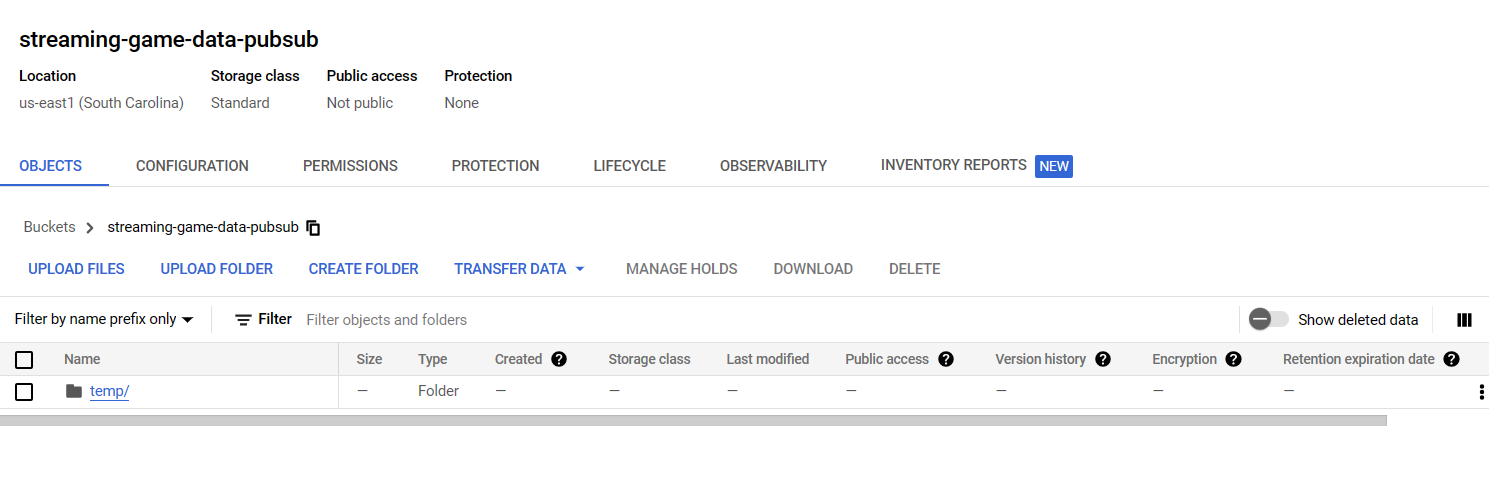 streaming-game-data-pubsub
Location Storage class Public access Protection
us-east1 (South Carolina) Standard Not public None
OBJECTS CONFIGURATION PERMISSIONS PROTECTION LIFECYCLE OBSERVABILITY INVENTORY REPORTS NEW
Buckets streaming-game-data-pubsub
UPLOAD FILES UPLOAD FOLDER CREATE FOLDER TRANSFER DATA MANAGE HOLDS DOWNLOAD DELETE
Filter by name prefix only Filter Filter objects and folders Show deleted data
Name Size Type Created ? Storage class Last modified Public access ? Version history ? Encryption ? Retention expiration date ?
temp/ — Folder — — — — — — —